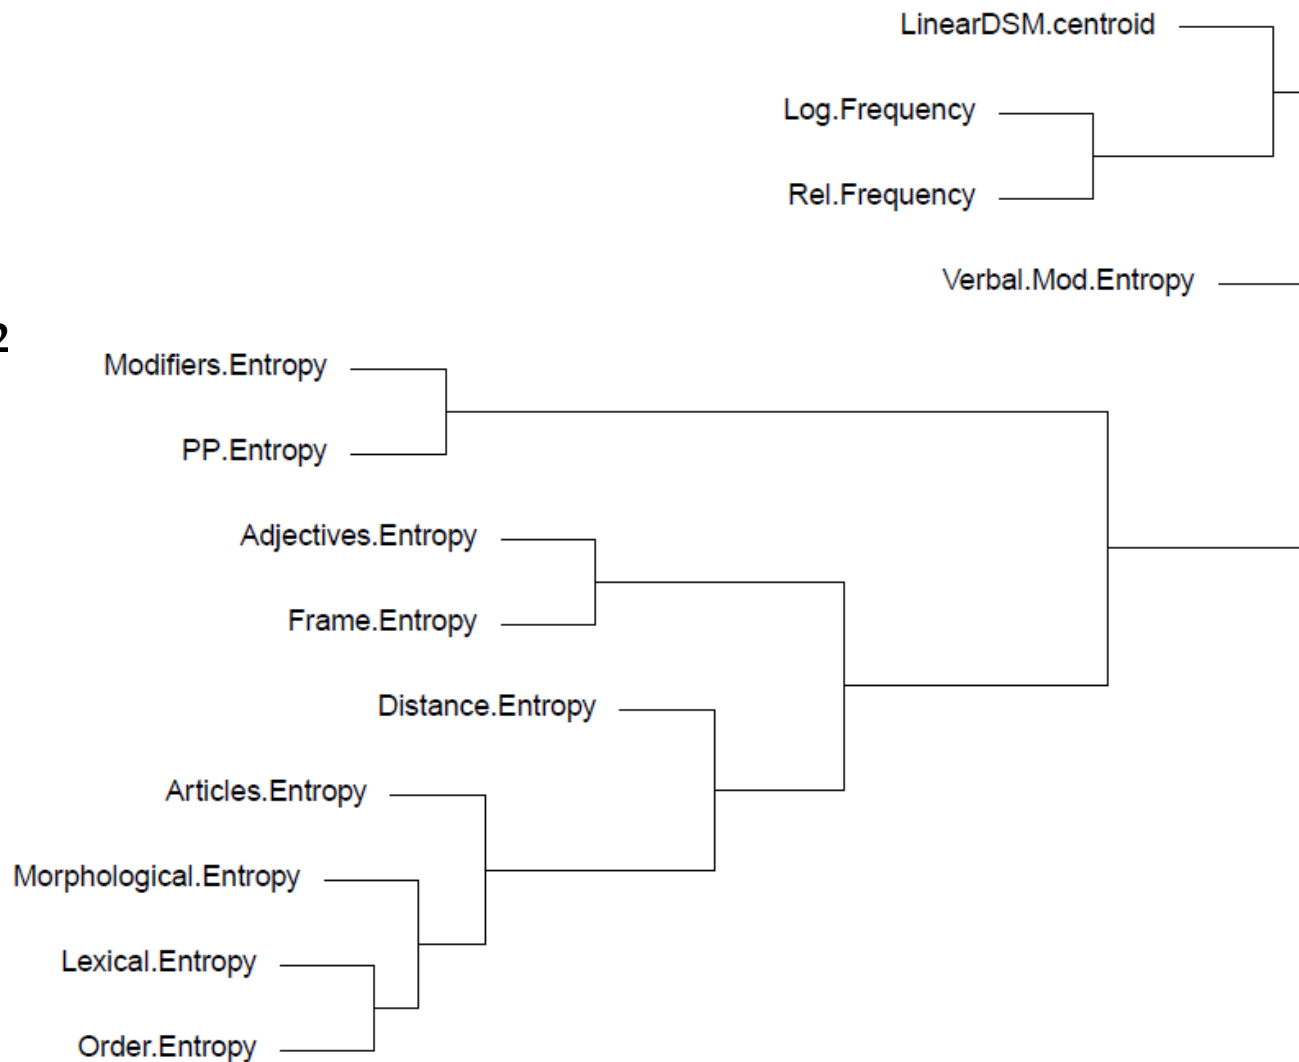 LinearDSM.centroid
Log.Frequency
Rel.Frequency
Verbal.Mod.Entropy
2
Modifiers.Entropy
PP.Entropy
Adjectives.Entropy
Frame.Entropy
Distance.Entropy
Articles.Entropy
Morphological.Entropy
Lexical.Entropy
Order.Entropy